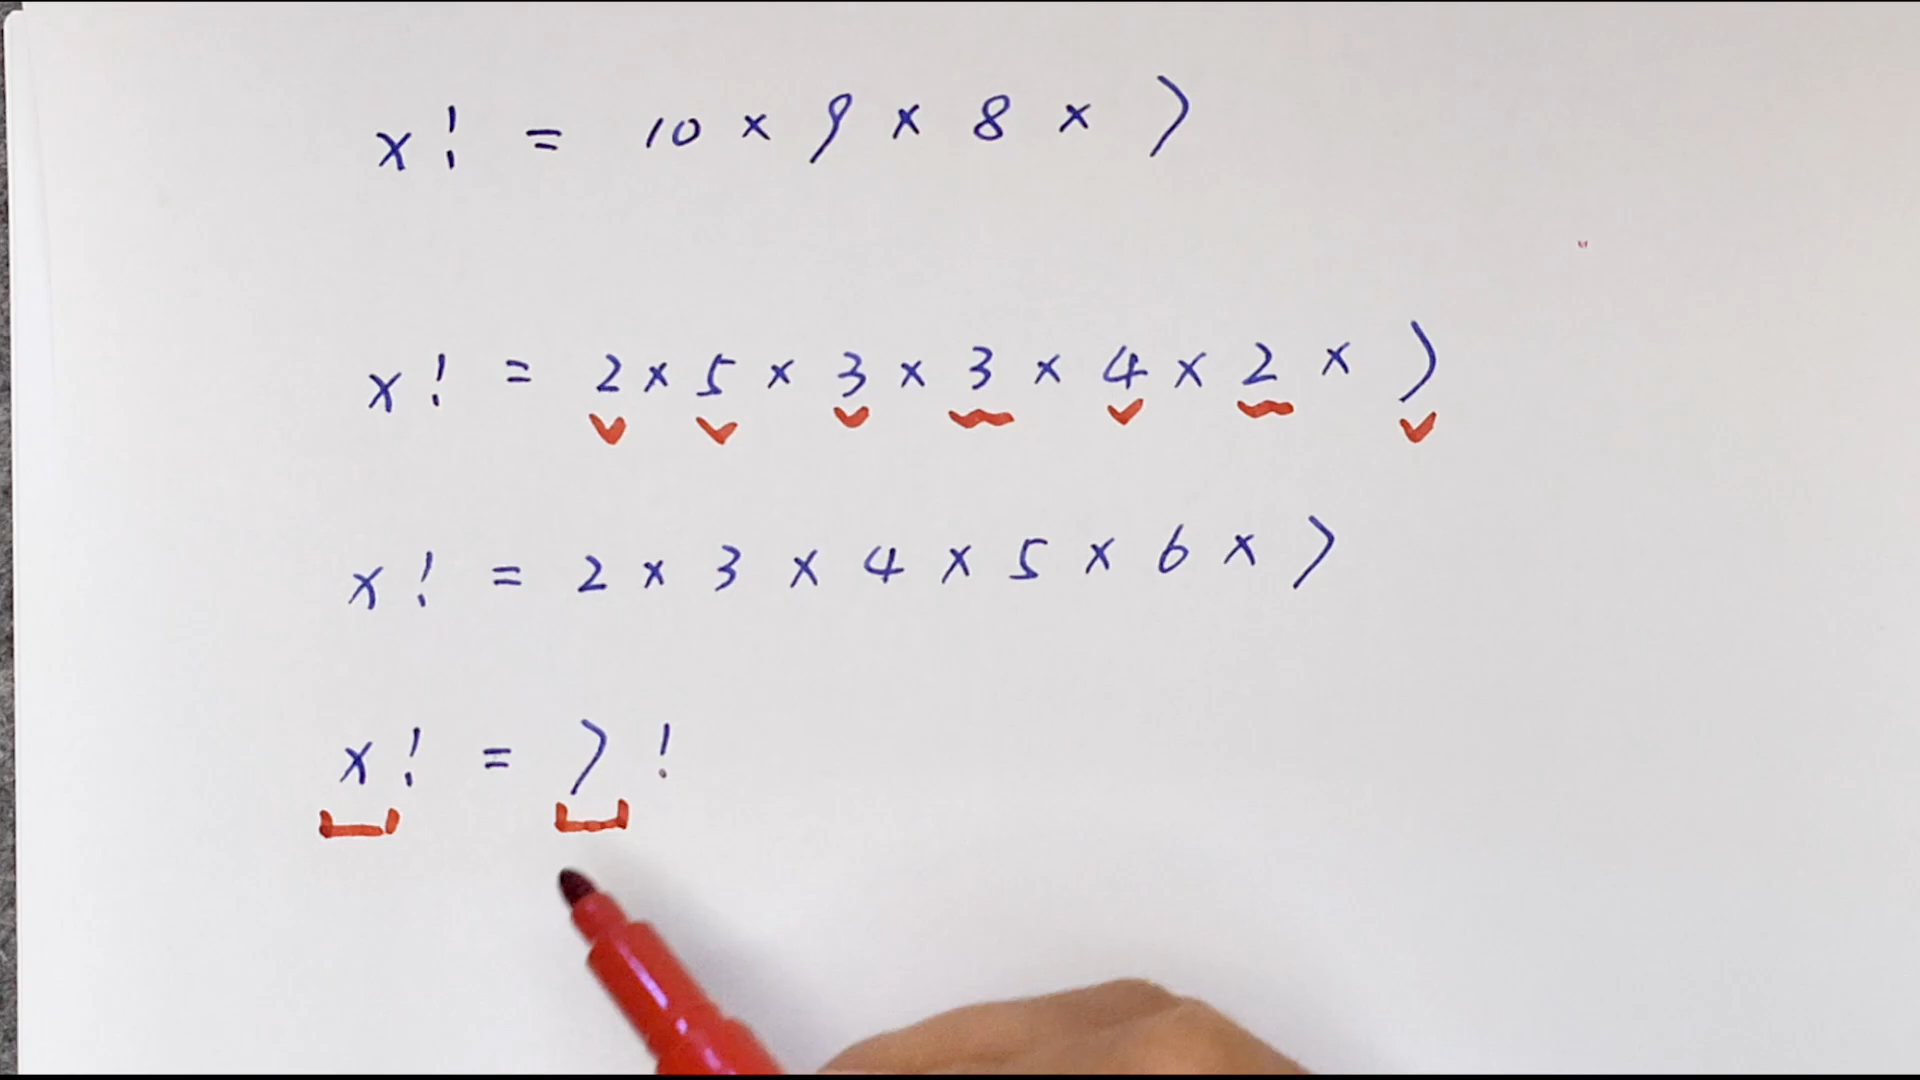 x! = 10 × 9 × 8 × 7
x! = 2 × 5 × 3 × 3 × 4 × 2 × 7
x! = 2 × 3 × 4 × 5 × 6 × 7
x! = 7!